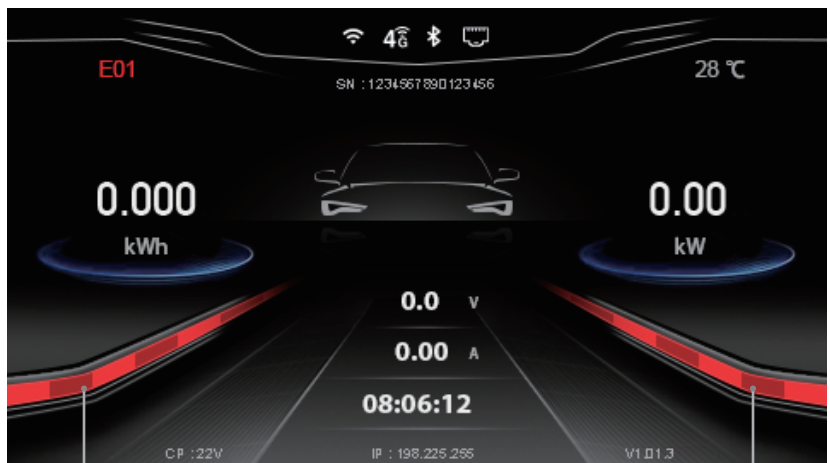 4G
E01
28 ℃
SN : 1234567890123456
0.000
0.00
kWh
kW
0.0 V
0.00 A
08:06:12
CP :22V
IP : 198.225.255
V1.01.3